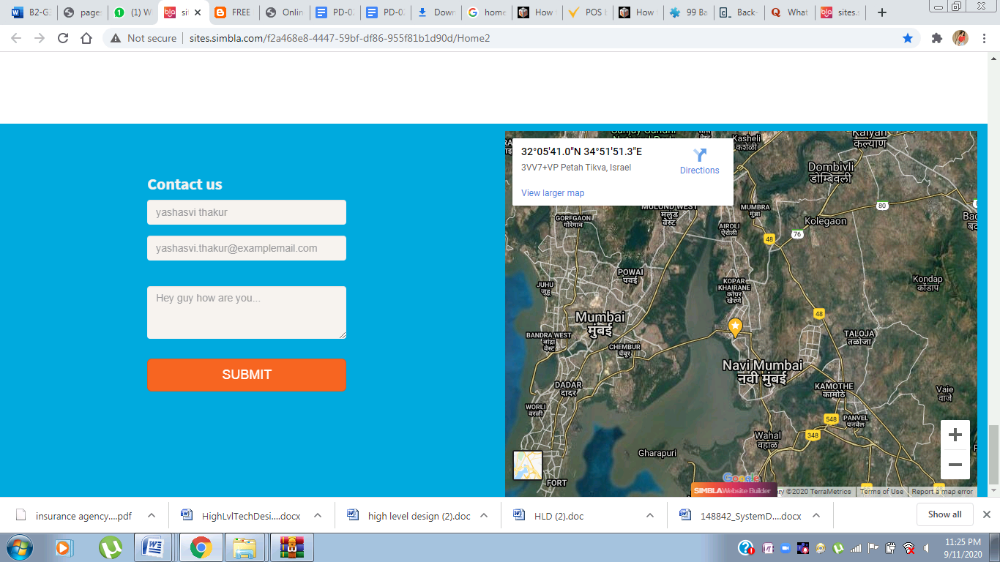 B2-G
page
(1) W
si
FREE
Onlin
PD-0
PD-0
Down
home
How
POS b
How
99 Ba
Back-
What
sites.s
Not secure
sites.simbla.com/f2a468e8-4447-59bf-df86-955f81b1d90d/Home2
Contact us
yashasvi thakur
yashasvi.thakur@examplemail.com
Hey guy how are you...
SUBMIT
32°05'41.0"N 34°51'51.3"E
3VV7+VP Petah Tikva, Israel
Directions
View larger map
Kasheli
कशेळी
Kalyan
कल्याण
Dombivli
डोम्बिवली
80
MULUND WEST
मुलुंड
वेस्ट
MUMBRA
मुंब्रा
GOREGAON
गोरेगाव
AIROLI
ऐरोली
Kolegaon
48
76
POWAI
पवई
JUHU
जुहू
KOPAR
KHAIRANE
कोपर
खैरणे
Kondap
कोंडाप
Mumbai
मुंबई
48
BANDRA WEST
बांद्रा
वेस्ट
CHEMBUR
चेंबूर
TALOJA
तळोजा
Navi Mumbai
नवी मुंबई
DADAR
दादर
KAMOTHE
कामोठे
Vaje
वाजे
WORLI
वरळी
548
PANVEL
पनवेल
348
Wahal
वहाळ
Gharapuri
FORT
Google
SIMBLA Website Builder
©2020 TerraMetrics
Terms of Use
Report a map error
insurance agency....pdf
HighLvlTechDesi....docx
high level design (2).doc
HLD (2).doc
148842_SystemD....docx
Show all
11:25 PM
9/11/2020